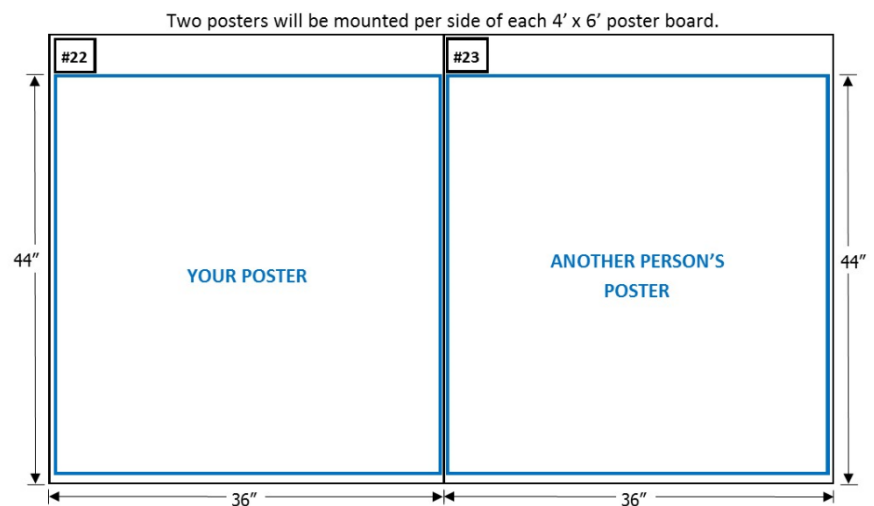 Two posters will be mounted per side of each 4’ x 6’ poster board.
#22
#23
44”
YOUR POSTER
ANOTHER PERSON’S
POSTER
44”
36”
36”